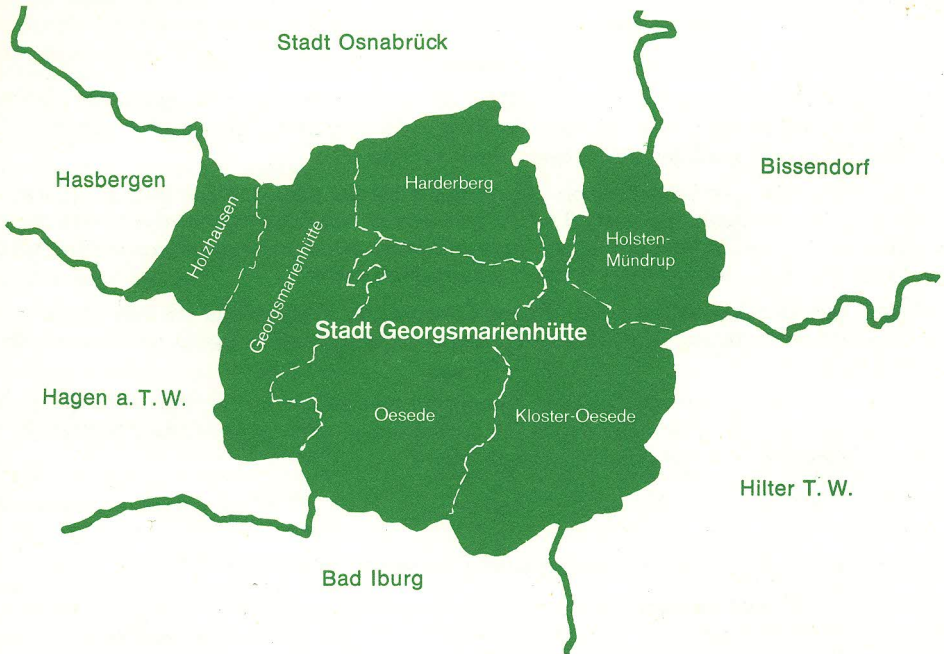 Stadt Osnabrück
Hasbergen
Bissendorf
Harderberg
Holzhausen
Georgsmarienhütte
Holsten-
Mündrup
Stadt Georgsmarienhütte
Hagen a. T. W.
Oesede
Kloster-Oesede
Hilter T. W.
Bad Iburg